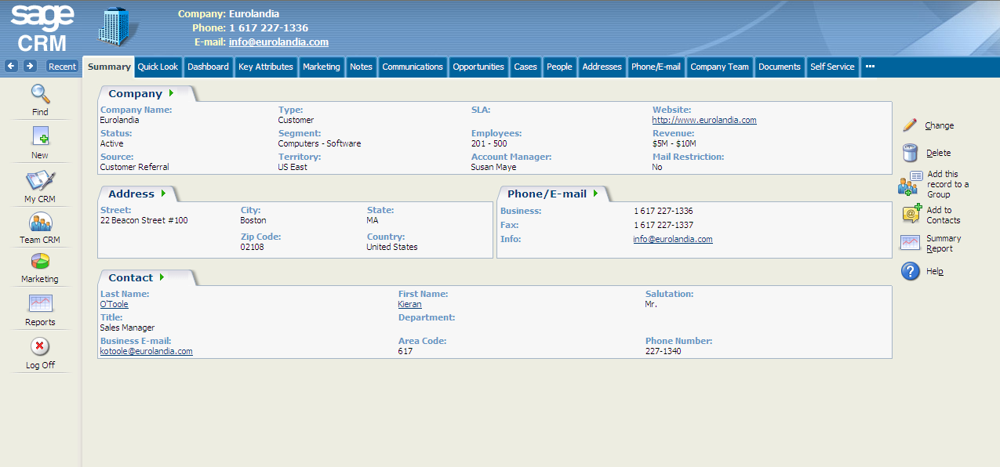 sage
CRM
Company: Eurolandia
Phone: 1 617 227-1336
E-mail: info@eurolandia.com
Recent Summary Quick Look Dashboard Key Attributes Marketing Notes Communications Opportunities Cases People Addresses Phone/E-mail Company Team Documents Self Service ...
Find
New
My CRM
Team CRM
Marketing
Reports
Log Off
Company
Company Name: Type: SLA: Website:
Eurolandia Customer http://www.eurolandia.com
Status: Segment: Employees: Revenue:
Active Computers - Software 201 - 500 $5M - $10M
Source: Territory: Account Manager: Mail Restriction:
Customer Referral US East Susan Maye No
Address
Street: City: State:
22 Beacon Street #100 Boston MA
Zip Code: Country:
02108 United States
Phone/E-mail
Business: 1 617 227-1336
Fax: 1 617 227-1337
Info: info@eurolandia.com
Contact
Last Name: First Name: Salutation:
O'Toole Kieran Mr.
Title: Department:
Sales Manager
Business E-mail: Area Code: Phone Number:
kotoole@eurolandia.com 617 227-1340
Change
Delete
Add this
record to a
Group
Add to
Contacts
Summary
Report
Help